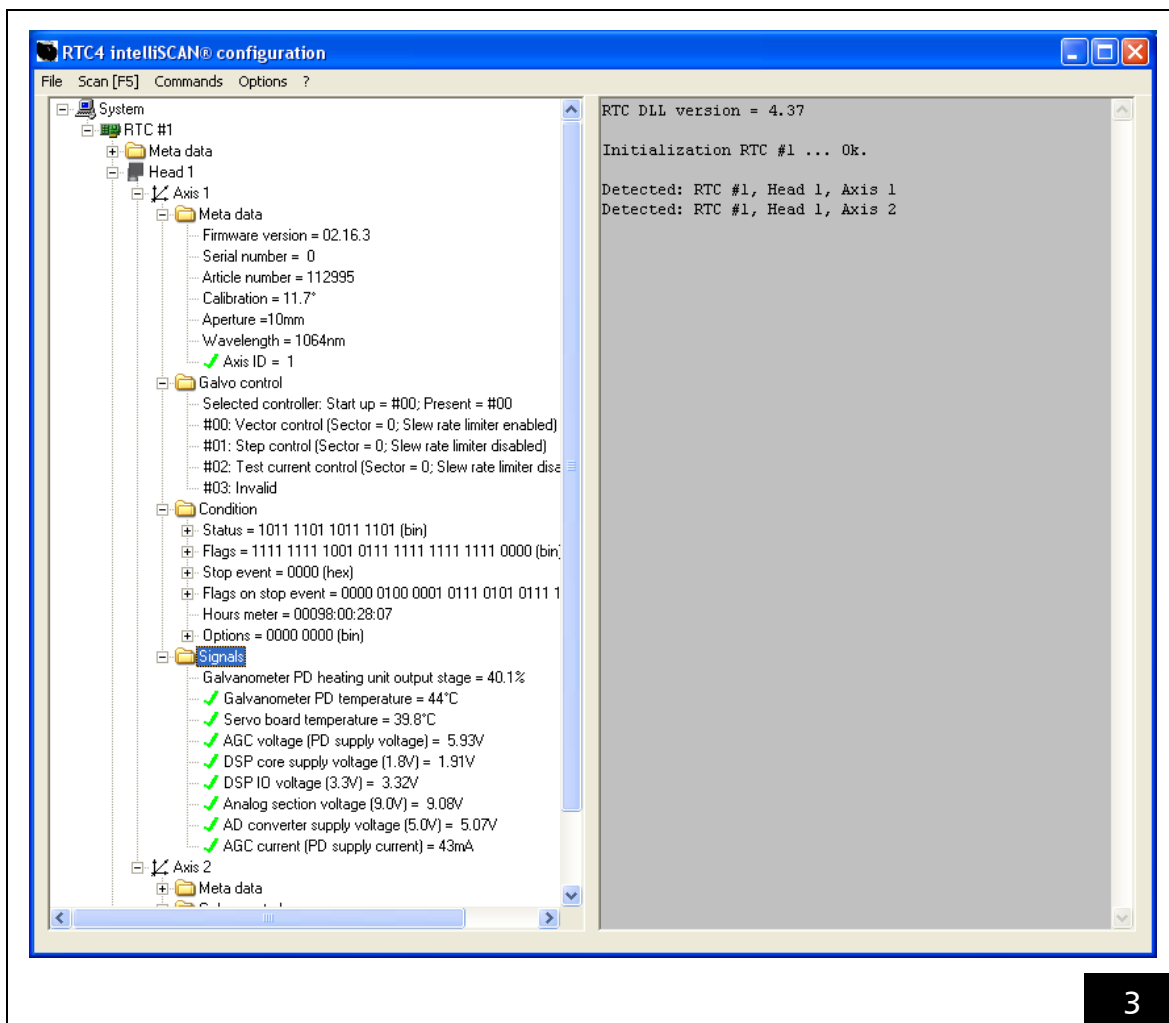 RTC4 intelliSCAN® configuration
File Scan [F5] Commands Options ?
System
RTC #1
Meta data
Head 1
Axis 1
Meta data
Firmware version = 02.16.3
Serial number = 0
Article number = 112995
Calibration = 11.7°
Aperture =10mm
Wavelength = 1064nm
Axis ID = 1
Galvo control
Selected controller: Start up = #00; Present = #00
#00: Vector control (Sector = 0; Slew rate limiter enabled)
#01: Step control (Sector = 0; Slew rate limiter disabled)
#02: Test current control (Sector = 0; Slew rate limiter disa
#03: Invalid
Condition
Status = 1011 1101 1011 1101 (bin)
Flags = 1111 1111 1001 0111 1111 1111 1111 0000 (bin)
Stop event = 0000 (hex)
Flags on stop event = 0000 0100 0001 0111 0101 0111 1
Hours meter = 00098:00:28:07
Options = 0000 0000 (bin)
Signals
Galvanometer PD heating unit output stage = 40.1%
Galvanometer PD temperature = 44°C
Servo board temperature = 39.8°C
AGC voltage (PD supply voltage) = 5.93V
DSP core supply voltage (1.8V) = 1.91V
DSP IO voltage (3.3V) = 3.32V
Analog section voltage (9.0V) = 9.08V
AD converter supply voltage (5.0V) = 5.07V
AGC current (PD supply current) = 43mA
Axis 2
Meta data
RTC DLL version = 4.37
Initialization RTC #1 ... Ok.
Detected: RTC #1, Head 1, Axis 1
Detected: RTC #1, Head 1, Axis 2
3